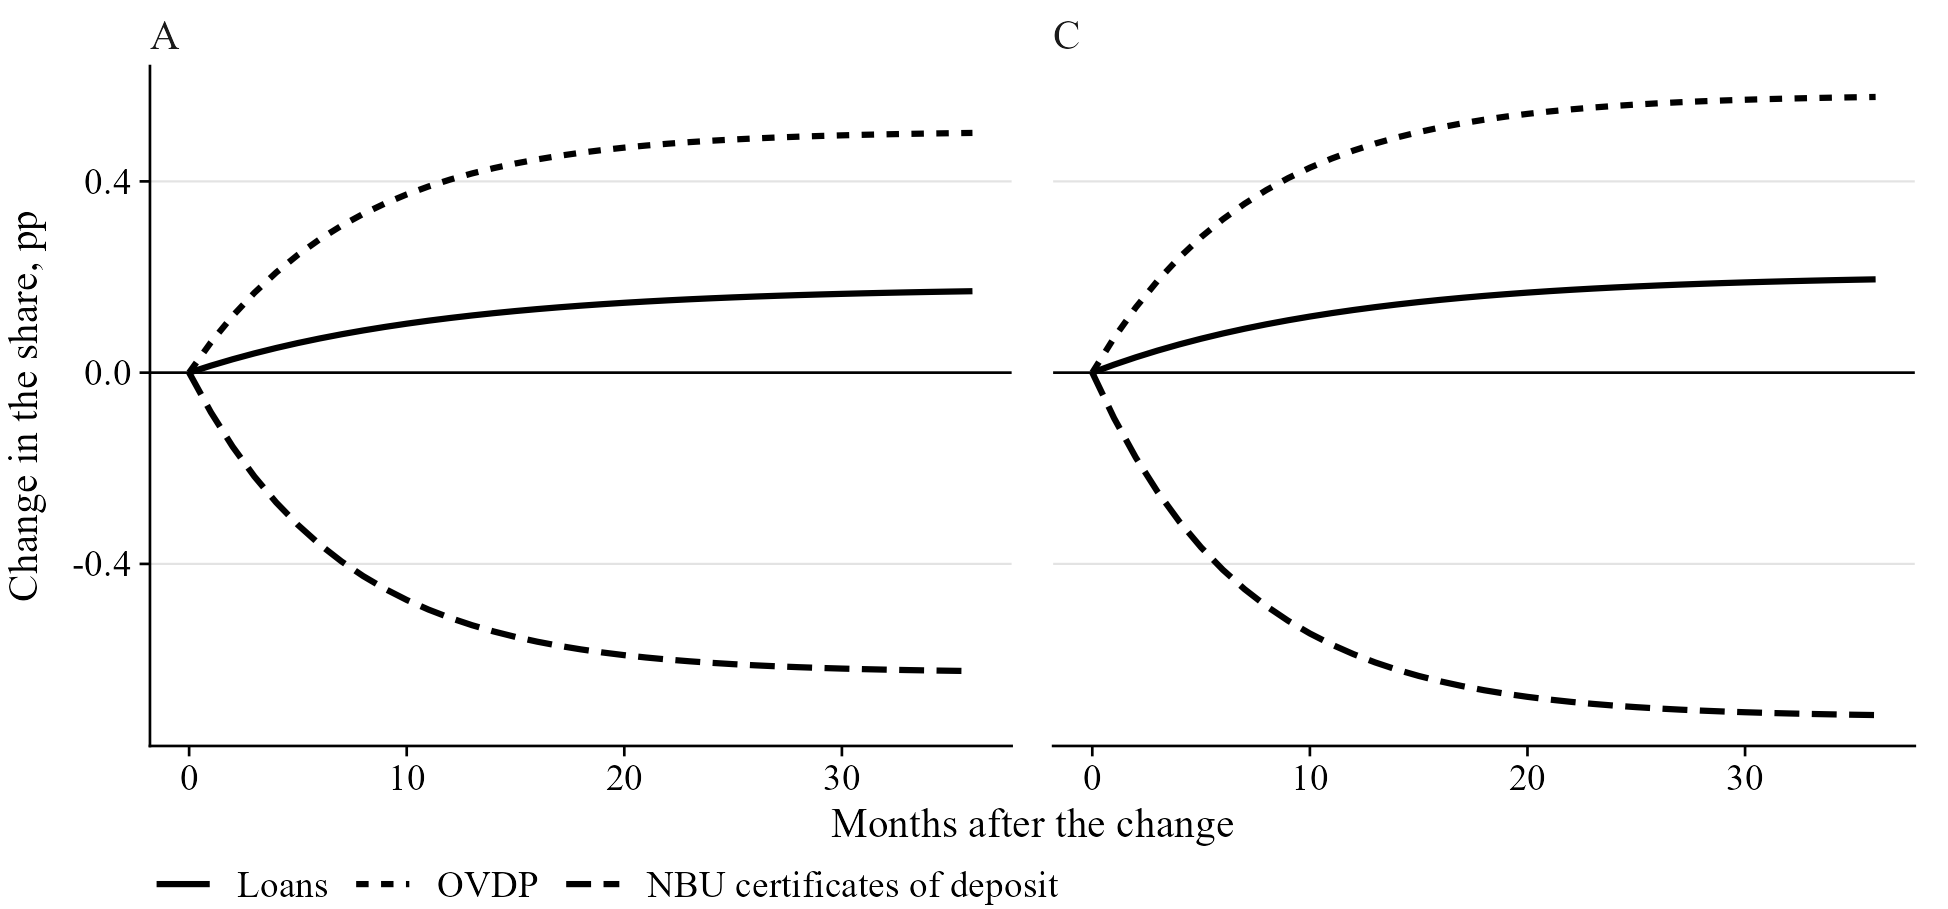 A
C
Change in the share, pp
0.4
0.0
-0.4
0 10 20 30
0 10 20 30
Months after the change
Loans OVDP NBU certificates of deposit